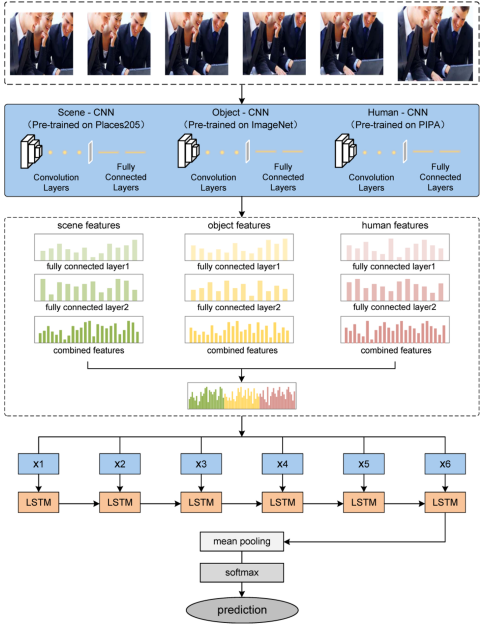 Scene - CNN
(Pre-trained on Places205)
Object - CNN
(Pre-trained on ImageNet)
Human - CNN
(Pre-trained on PIPA)
Convolution
Layers
Fully
Connected
Layers
Convolution
Layers
Fully
Connected
Layers
Convolution
Layers
Fully
Connected
Layers
scene features
object features
human features
fully connected layer1
fully connected layer1
fully connected layer1
fully connected layer2
fully connected layer2
fully connected layer2
combined features
combined features
combined features
x1
x2
x3
x4
x5
x6
LSTM
LSTM
LSTM
LSTM
LSTM
LSTM
mean pooling
softmax
prediction